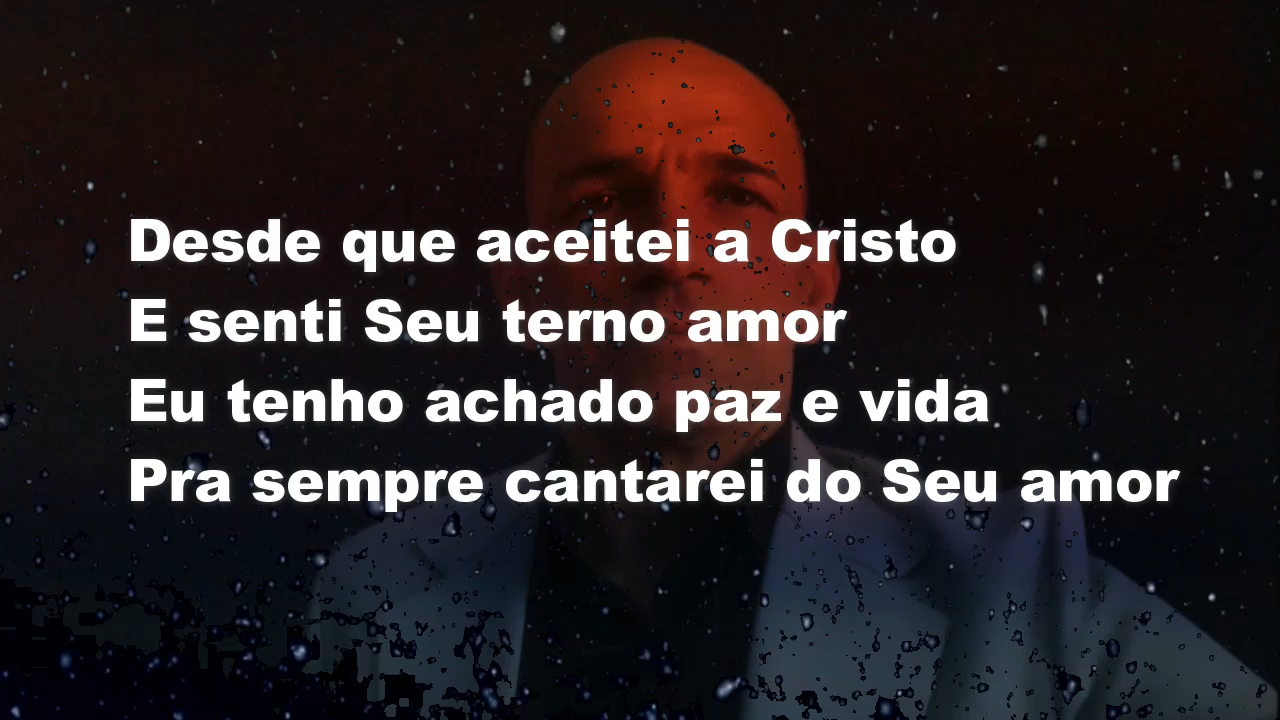 Desde que aceitei a Cristo
E senti Seu terno amor
Eu tenho achado paz e vida
Pra sempre cantarei do Seu amor